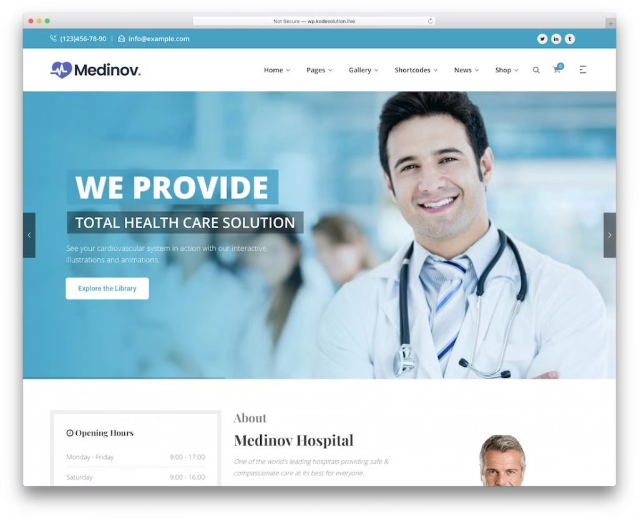 Not Secure — wp.kodesolution.live
(123)456-78-90 | info@example.com
Medinov.
Home Pages Gallery Shortcodes News Shop 0
WE PROVIDE
TOTAL HEALTH CARE SOLUTION
See your cardiovascular system in action with our interactive
illustrations and animations.
Explore the Library
Opening Hours
Monday - Friday 9:00 - 17:00
Saturday 9:00 - 16:00
About
Medinov Hospital
One of the world's leading hospitals providing safe &
compassionate care at its best for everyone.